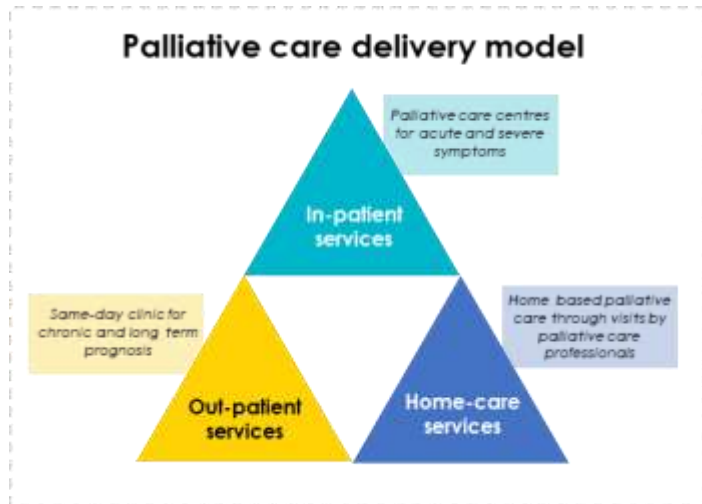 Palliative care delivery model
Palliative care centres
for acute and severe
symptoms
In-patient
services
Same-day clinic for
chronic and long term
prognosis
Home based palliative
care through visits by
palliative care
professionals
Out-patient
services
Home-care
services